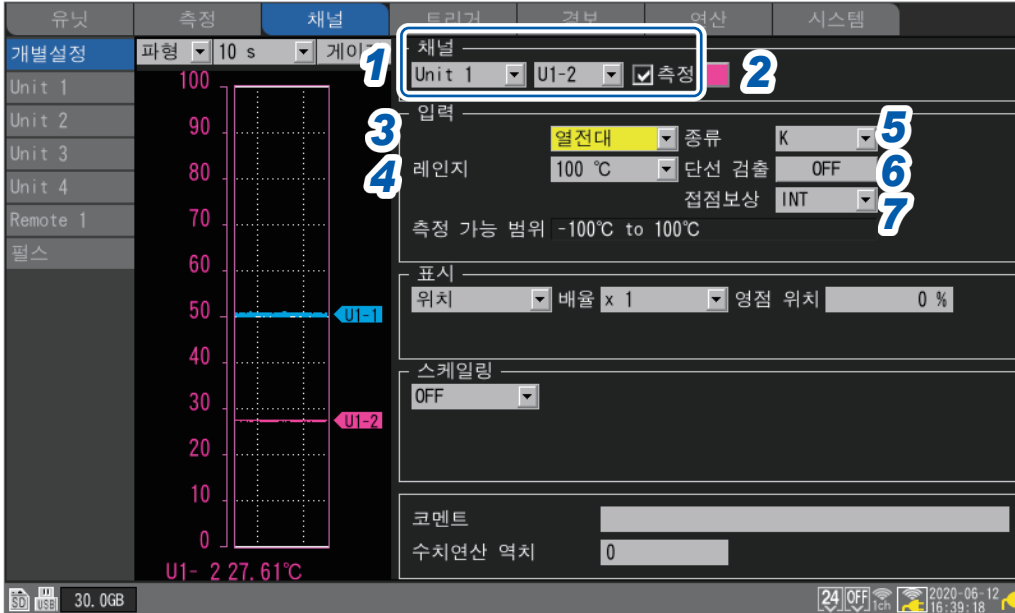 유닛 측정 채널 트리거 경보 연산 시스템
개별설정 파형 10 s
Unit 1
Unit 2
Unit 3
Unit 4
Remote 1
펄스
100
90
80
70
60
50
40
30
20
10
0
U1-1
U1-2
U1- 2 27.61℃
1
채널
Unit 1 U1-2 측정 2
입력
3 열전대 종류 K 5
4 레인지 100 ℃ 단선 검출 OFF 6
접점보상 INT 7
측정 가능 범위 -100℃ to 100℃
표시
위치 배율 x 1 영점 위치 0 %
스케일링
OFF
코멘트
수치연산 역치 0
SD USB 30.0GB 24 OFF 1ch 2020-06-12
16:39:18